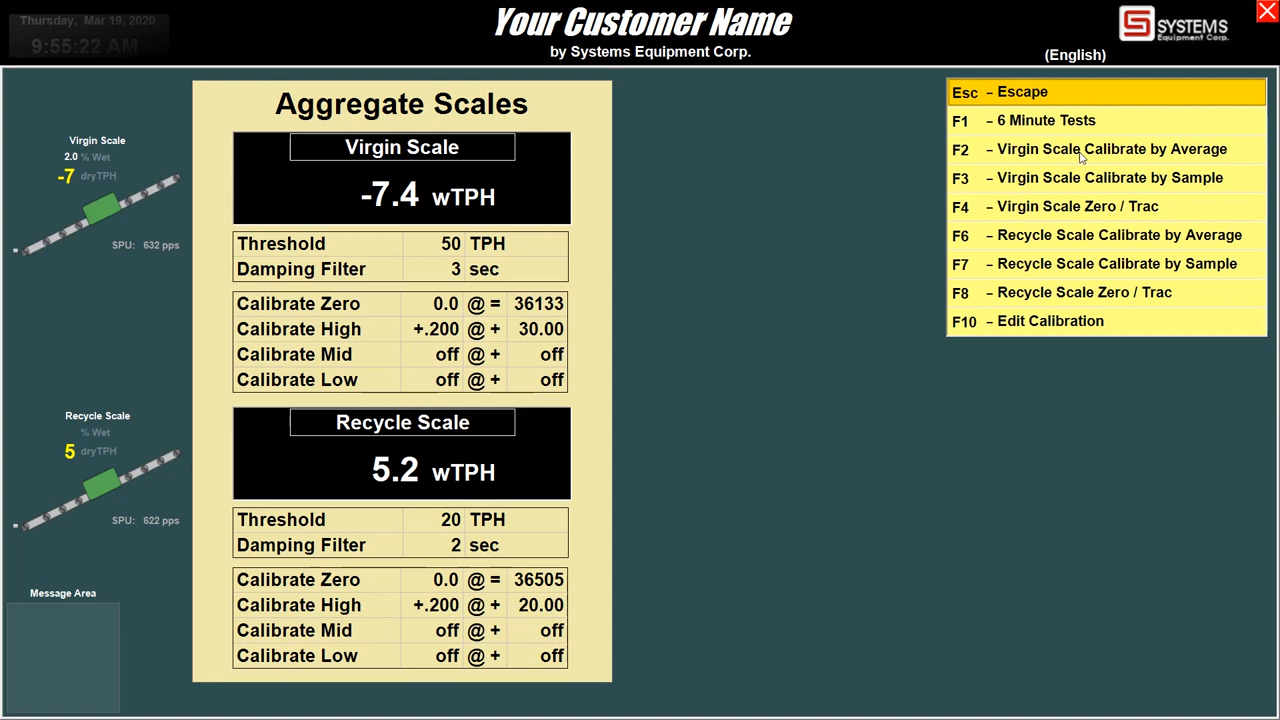 Thursday, Mar 19, 2020
9:55:22 AM
Your Customer Name
by Systems Equipment Corp.
(English)
S SYSTEMS
Equipment Corp.
Virgin Scale
2.0 % Wet
-7 dryTPH
SPU: 632 pps
Recycle Scale
% Wet
5 dryTPH
SPU: 622 pps
Message Area
Aggregate Scales
Virgin Scale
-7.4 wTPH
Threshold 50 TPH
Damping Filter 3 sec
Calibrate Zero 0.0 @ = 36133
Calibrate High +.200 @ + 30.00
Calibrate Mid off @ + off
Calibrate Low off @ + off
Recycle Scale
5.2 wTPH
Threshold 20 TPH
Damping Filter 2 sec
Calibrate Zero 0.0 @ = 36505
Calibrate High +.200 @ + 20.00
Calibrate Mid off @ + off
Calibrate Low off @ + off
Esc – Escape
F1 – 6 Minute Tests
F2 – Virgin Scale Calibrate by Average
F3 – Virgin Scale Calibrate by Sample
F4 – Virgin Scale Zero / Trac
F6 – Recycle Scale Calibrate by Average
F7 – Recycle Scale Calibrate by Sample
F8 – Recycle Scale Zero / Trac
F10 – Edit Calibration